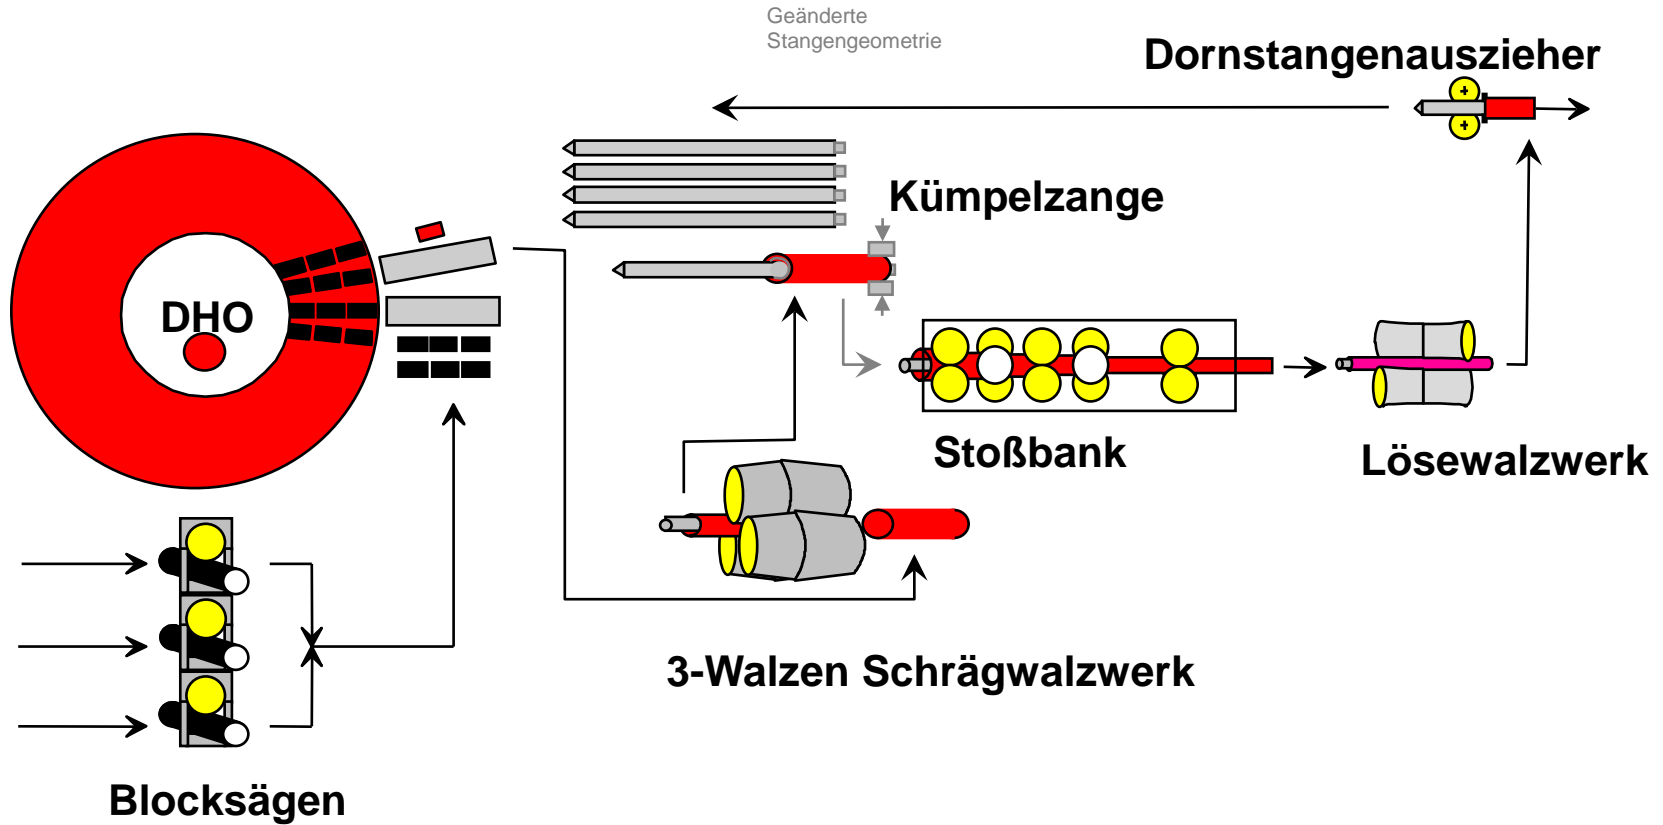 Geänderte
Stangengeometrie
Dornstangenauszieher
Kümpelzange
DHO
Stoßbank
Lösewalzwerk
3-Walzen Schrägwalzwerk
Blocksägen